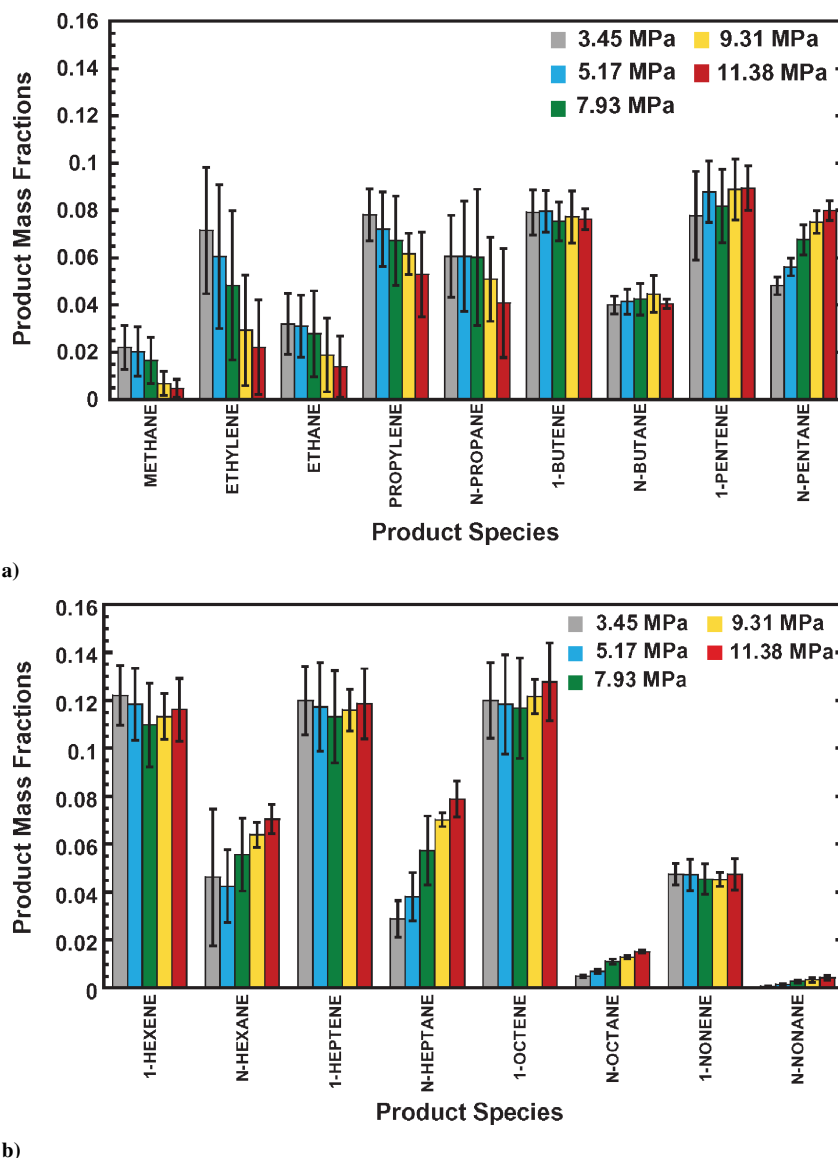 0.16
3.45 MPa
9.31 MPa
0.14
5.17 MPa
11.38 MPa
0.12
7.93 MPa
0.1
0.08
0.06
0.04
0.02
0
Product Mass Fractions
METHANE
ETHYLENE
ETHANE
PROPYLENE
N-PROPANE
1-BUTENE
N-BUTANE
1-PENTENE
N-PENTANE
Product Species
a)
0.16
3.45 MPa
9.31 MPa
0.14
5.17 MPa
11.38 MPa
7.93 MPa
0.12
0.1
0.08
0.06
0.04
0.02
0
Product Mass Fractions
1-HEXENE
N-HEXANE
1-HEPTENE
N-HEPTANE
1-OCTENE
N-OCTANE
1-NONENE
N-NONANE
Product Species
b)